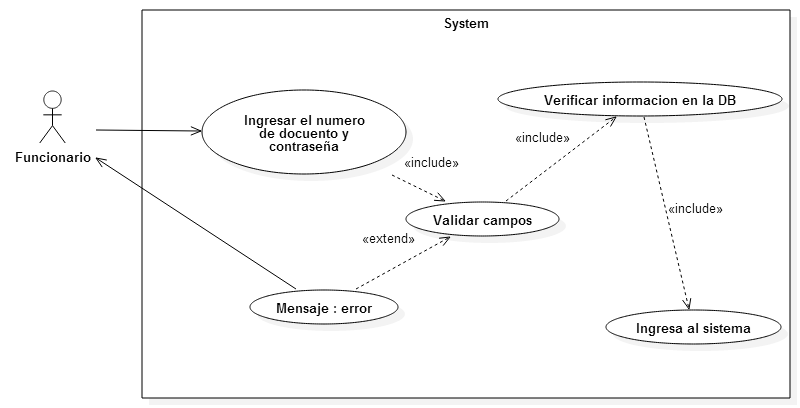 System
Funcionario
Ingresar el numero
de docuento y
contraseña
Verificar informacion en la DB
«include»
«include»
Validar campos
«include»
«extend»
Mensaje : error
Ingresa al sistema